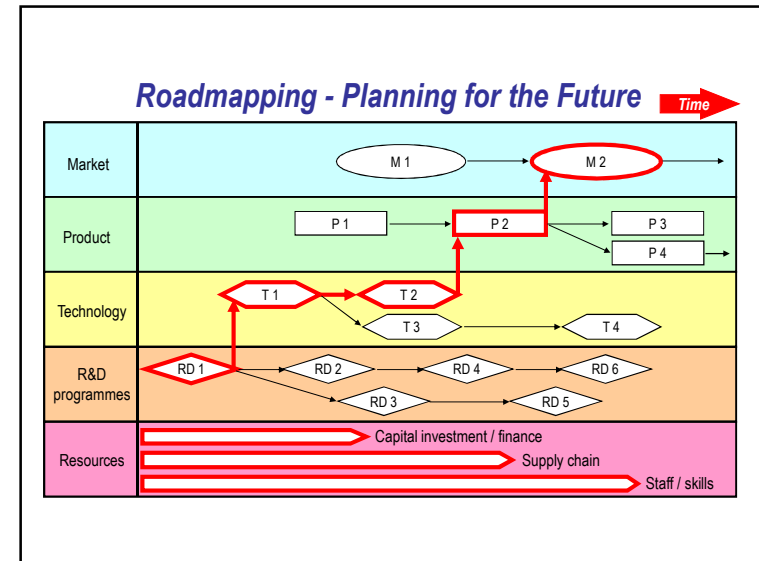 Roadmapping - Planning for the Future
Time
Market
M 1
M 2
Product
P 1
P 2
P 3
P 4
Technology
T 1
T 2
T 3
T 4
R&D
programmes
RD 1
RD 2
RD 4
RD 6
RD 3
RD 5
Resources
Capital investment / finance
Supply chain
Staff / skills